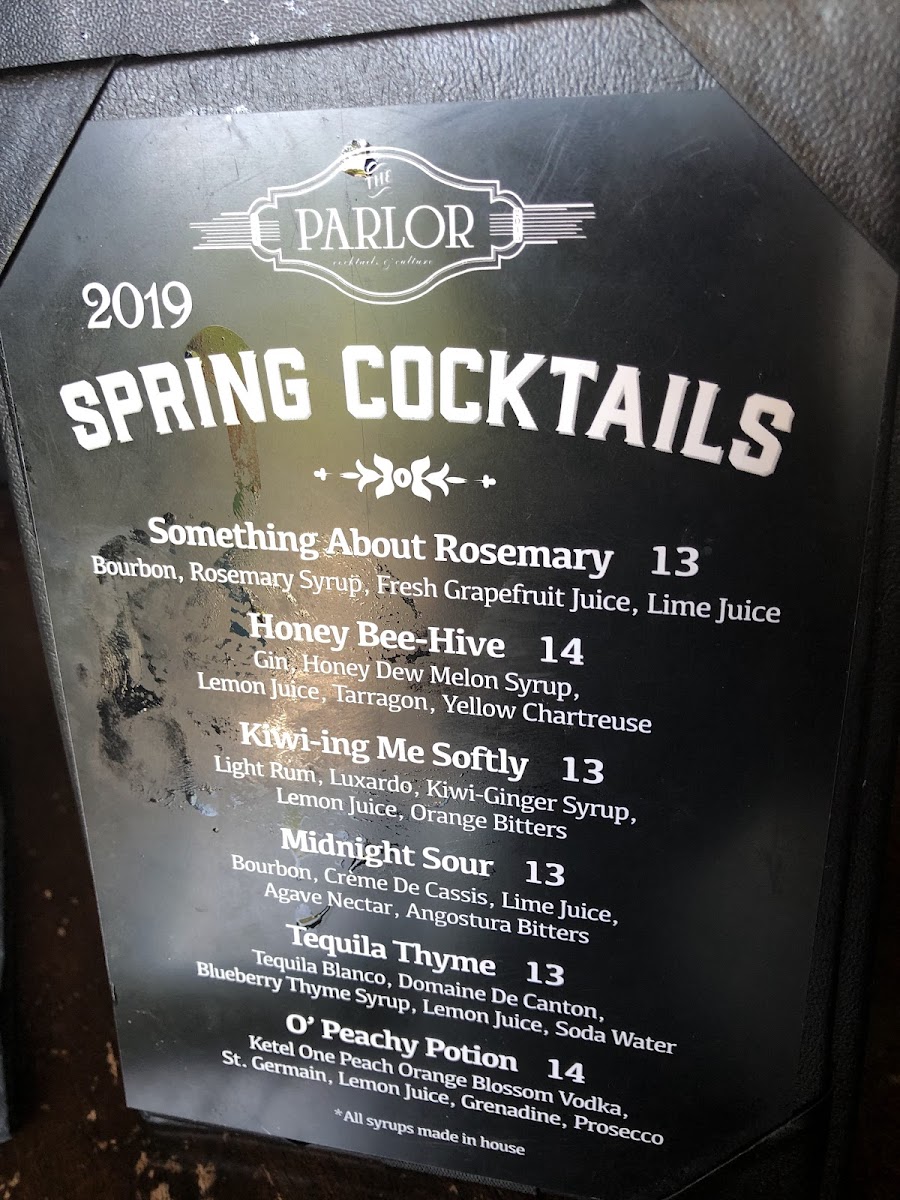 THE
PARLOR
cocktails & culture
2019
SPRING COCKTAILS
Something About Rosemary 13
Bourbon, Rosemary Syrup, Fresh Grapefruit Juice, Lime Juice
Honey Bee-Hive 14
Gin, Honey Dew Melon Syrup,
Lemon Juice, Tarragon, Yellow Chartreuse
Kiwi-ing Me Softly 13
Light Rum, Luxardo, Kiwi-Ginger Syrup,
Lemon Juice, Orange Bitters
Midnight Sour 13
Bourbon, Crème De Cassis, Lime Juice,
Agave Nectar, Angostura Bitters
Tequila Thyme 13
Tequila Blanco, Domaine De Canton,
Blueberry Thyme Syrup, Lemon Juice, Soda Water
O' Peachy Potion 14
Ketel One Peach Orange Blossom Vodka,
St. Germain, Lemon Juice, Grenadine, Prosecco
*All syrups made in house